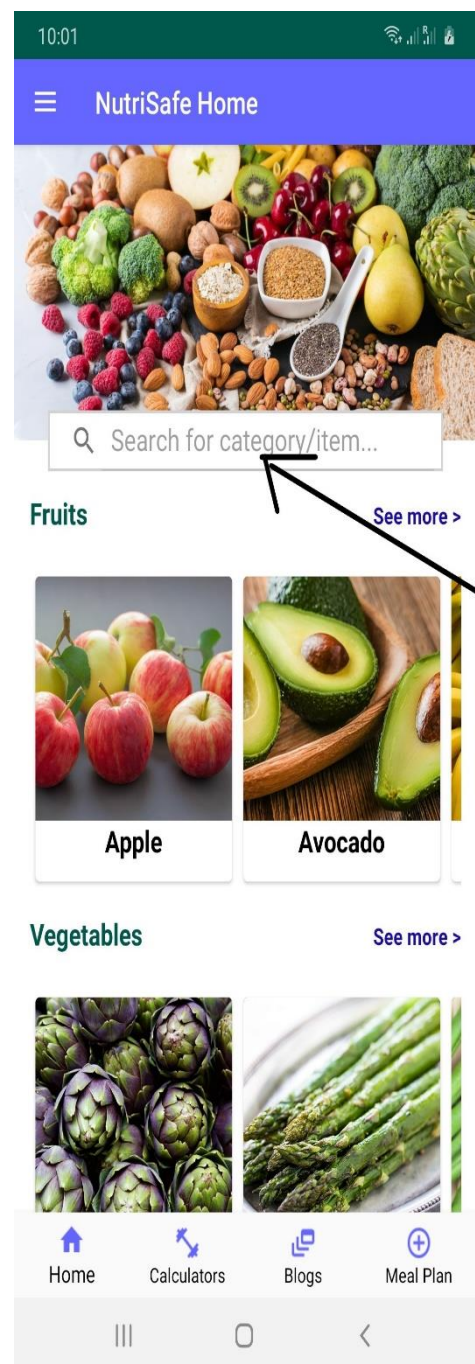 10:01
NutriSafe Home
Search for category/item...
Fruits See more >
Apple Avocado
Vegetables See more >
Home Calculators Blogs Meal Plan